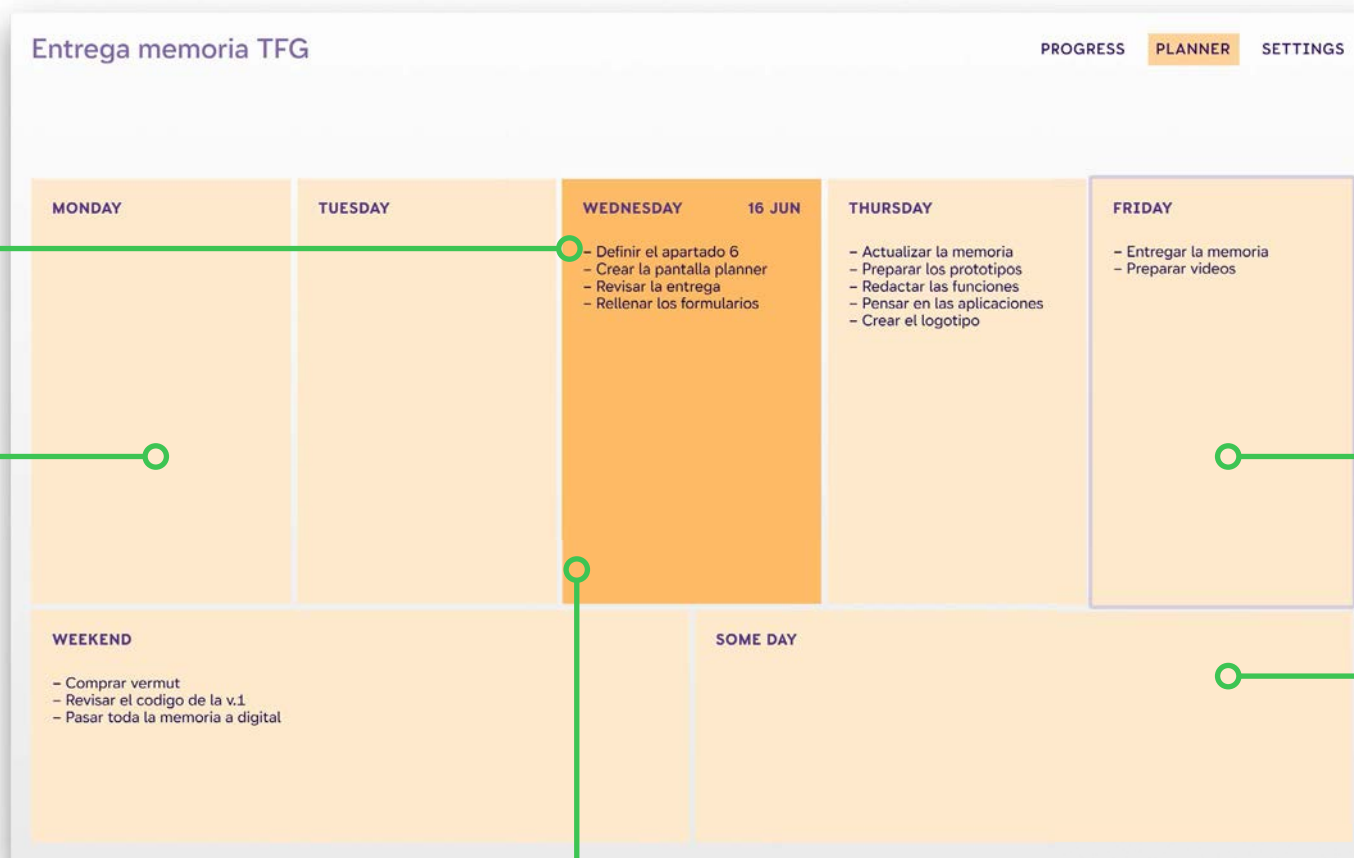 Entrega memoria TFG
PROGRESS PLANNER SETTINGS
MONDAY
TUESDAY
WEDNESDAY 16 JUN
– Definir el apartado 6
– Crear la pantalla planner
– Revisar la entrega
– Rellenar los formularios
THURSDAY
– Actualizar la memoria
– Preparar los prototipos
– Redactar las funciones
– Pensar en las aplicaciones
– Crear el logotipo
FRIDAY
– Entregar la memoria
– Preparar videos
WEEKEND
– Comprar vermut
– Revisar el codigo de la v.1
– Pasar toda la memoria a digital
SOME DAY